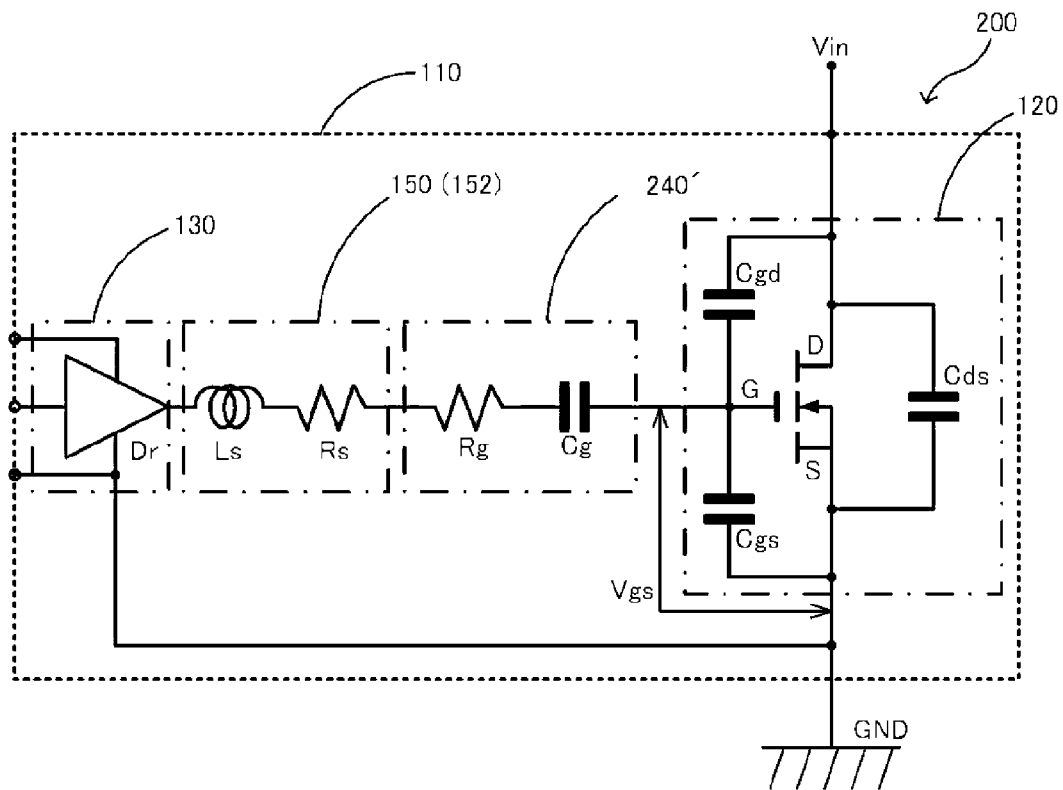 200
Vin
110
120
150 (152)
240′
130
Cgd
D
G
Cds
Dr
Ls
Rs
Rg
Cg
S
Cgs
Vgs
GND